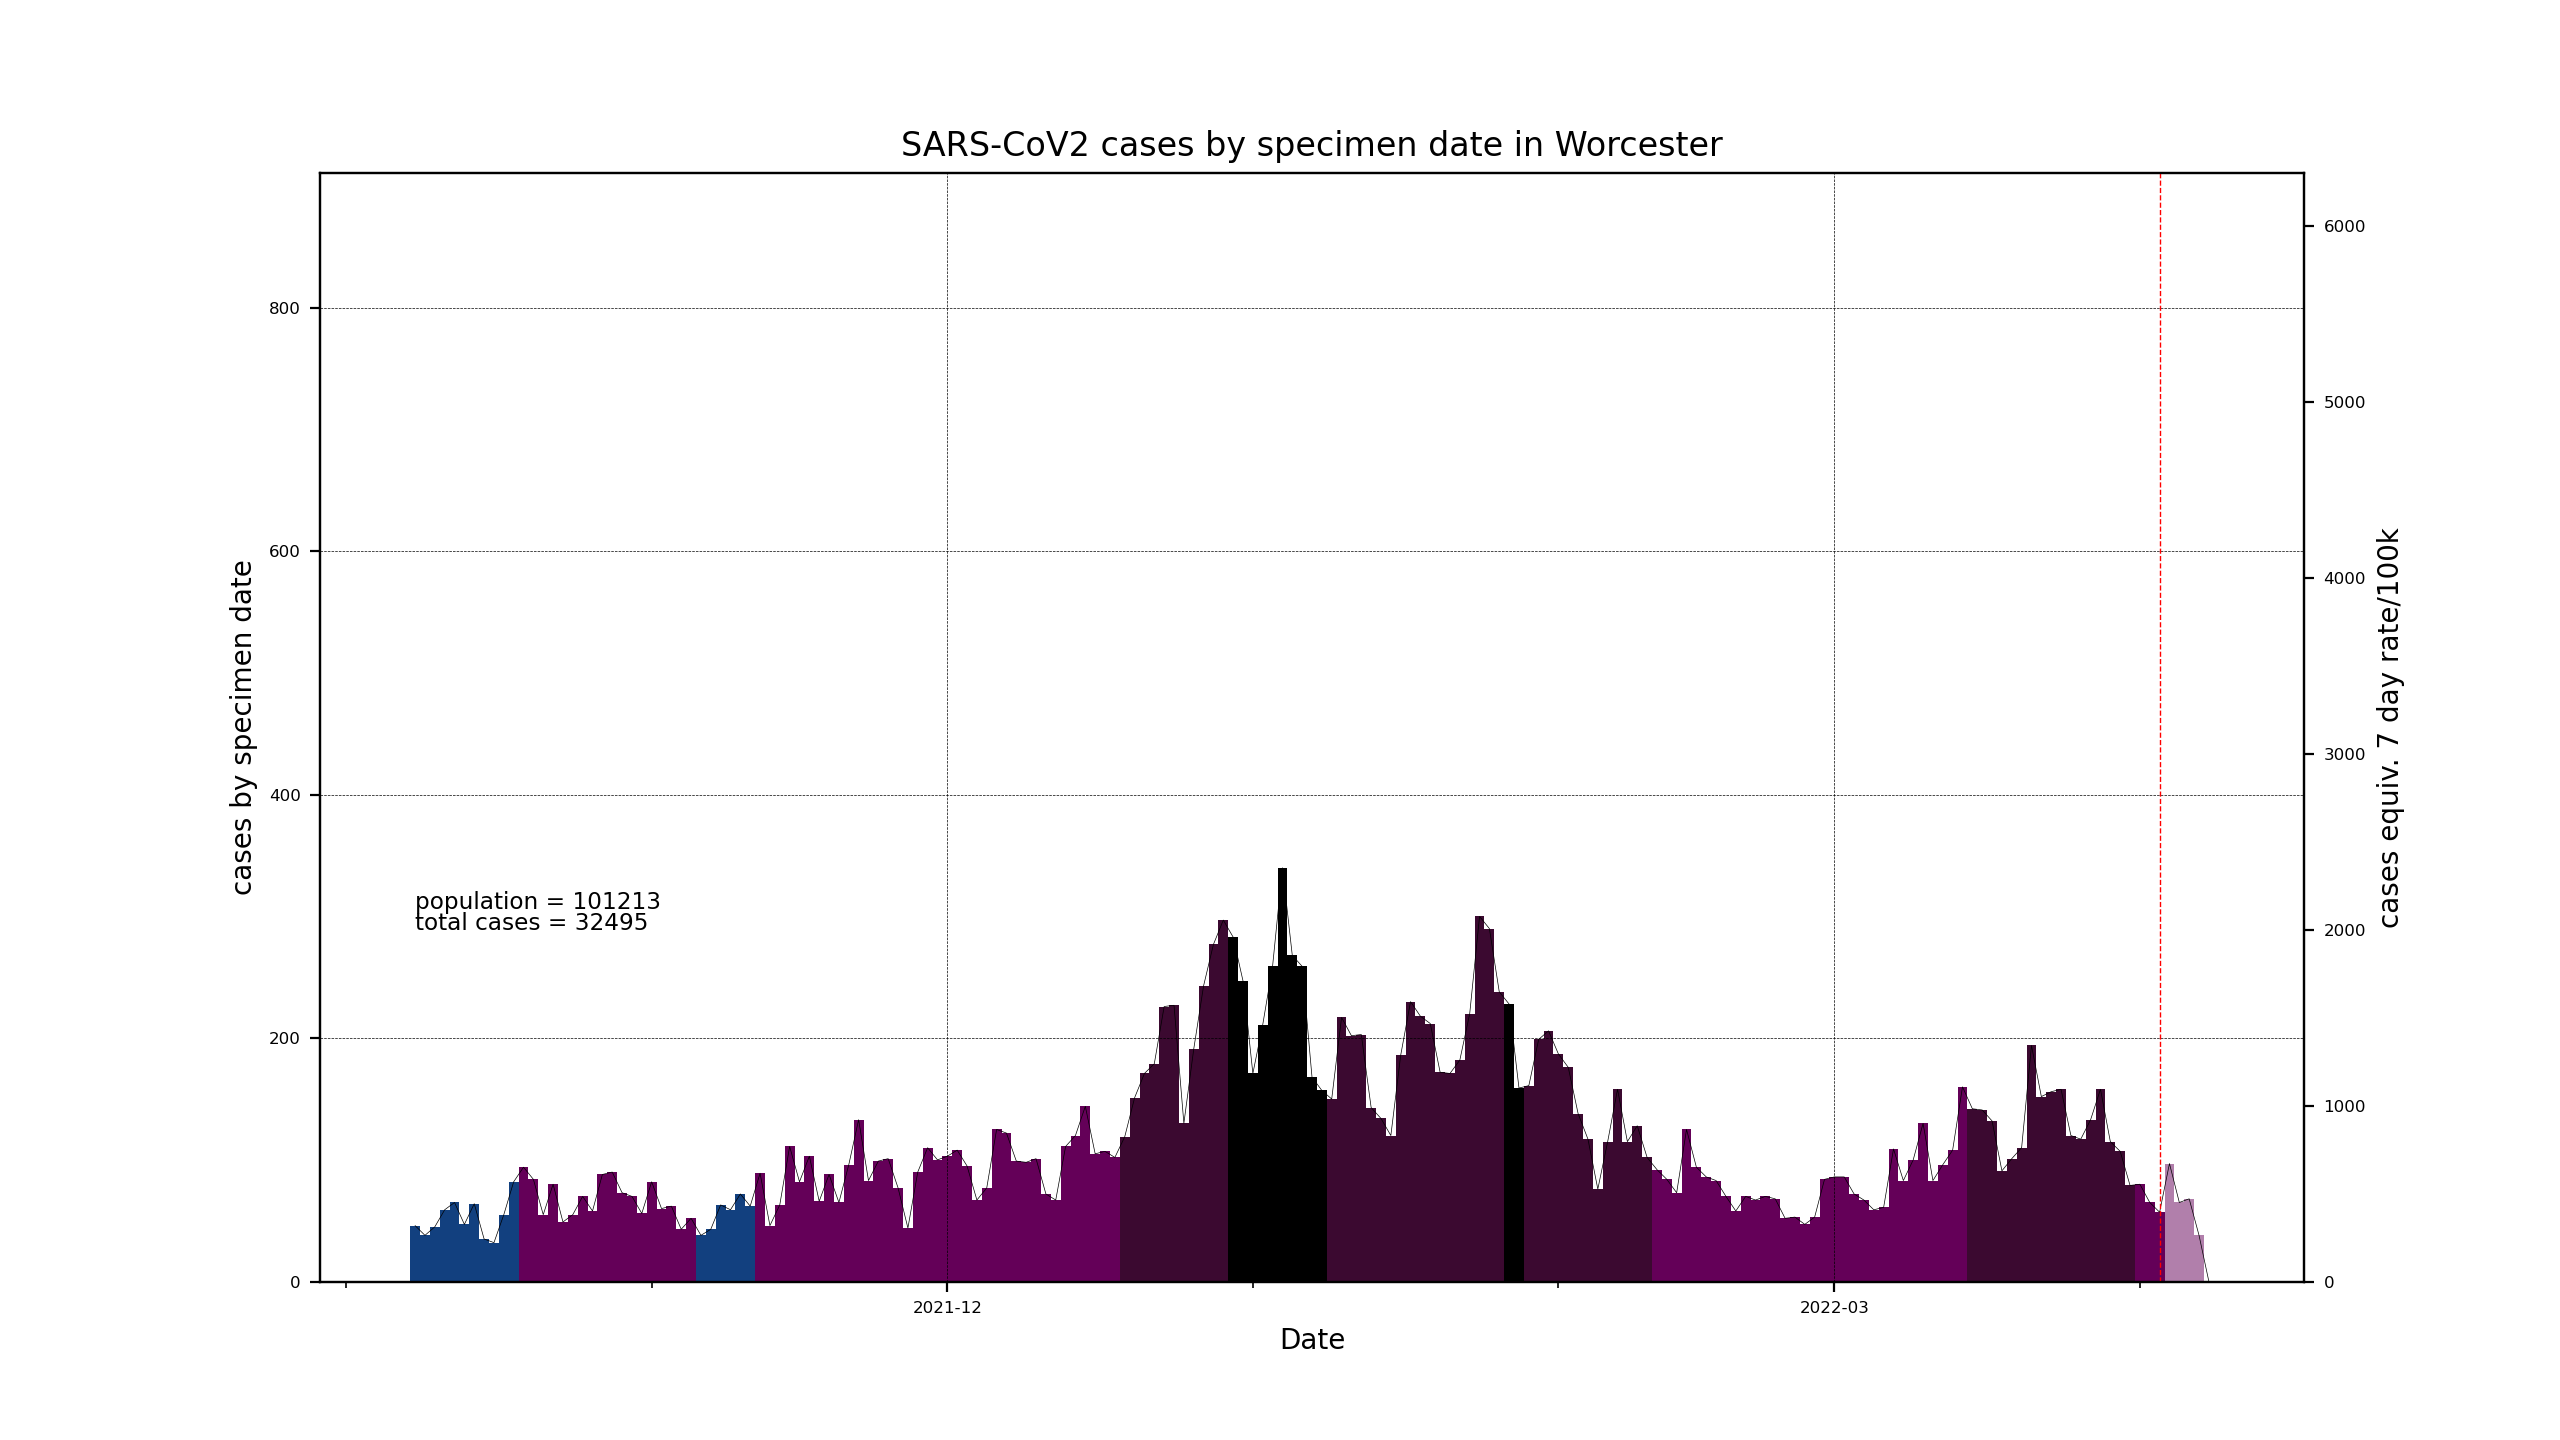 SARS-CoV2 cases by specimen date in Worcester
cases by specimen date
800
600
400
200
0
population = 101213
total cases = 32495
6000
5000
4000
3000
2000
1000
0
cases equiv. 7 day rate/100k
2021-12
2022-03
Date